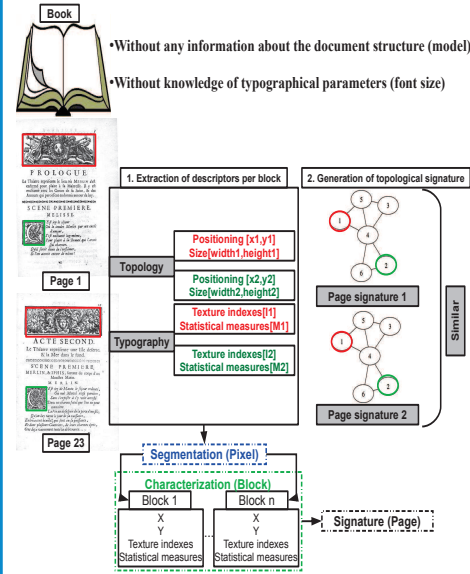 Book
•Without any information about the document structure (model)
•Without knowledge of typographical parameters (font size)
PROLOGUE
SCENE PREMIERE.
MELISSE.
Page 1
ACTE SECOND.
SCENE PREMIERE,
MERLIN
Page 23
1. Extraction of descriptors per block
Topology
Positioning [x1,y1]
Size[width1,height1]
Positioning [x2,y2]
Size[width2,height2]
Typography
Texture indexes[I1]
Statistical measures[M1]
Texture indexes[I2]
Statistical measures[M2]
2. Generation of topological signature
5
3
1
4
6
2
Page signature 1
5
3
1
4
6
2
Page signature 2
Similar
Segmentation (Pixel)
Characterization (Block)
Block 1
X
Y
Texture indexes
Statistical measures
...
Block n
X
Y
Texture indexes
Statistical measures
Signature (Page)